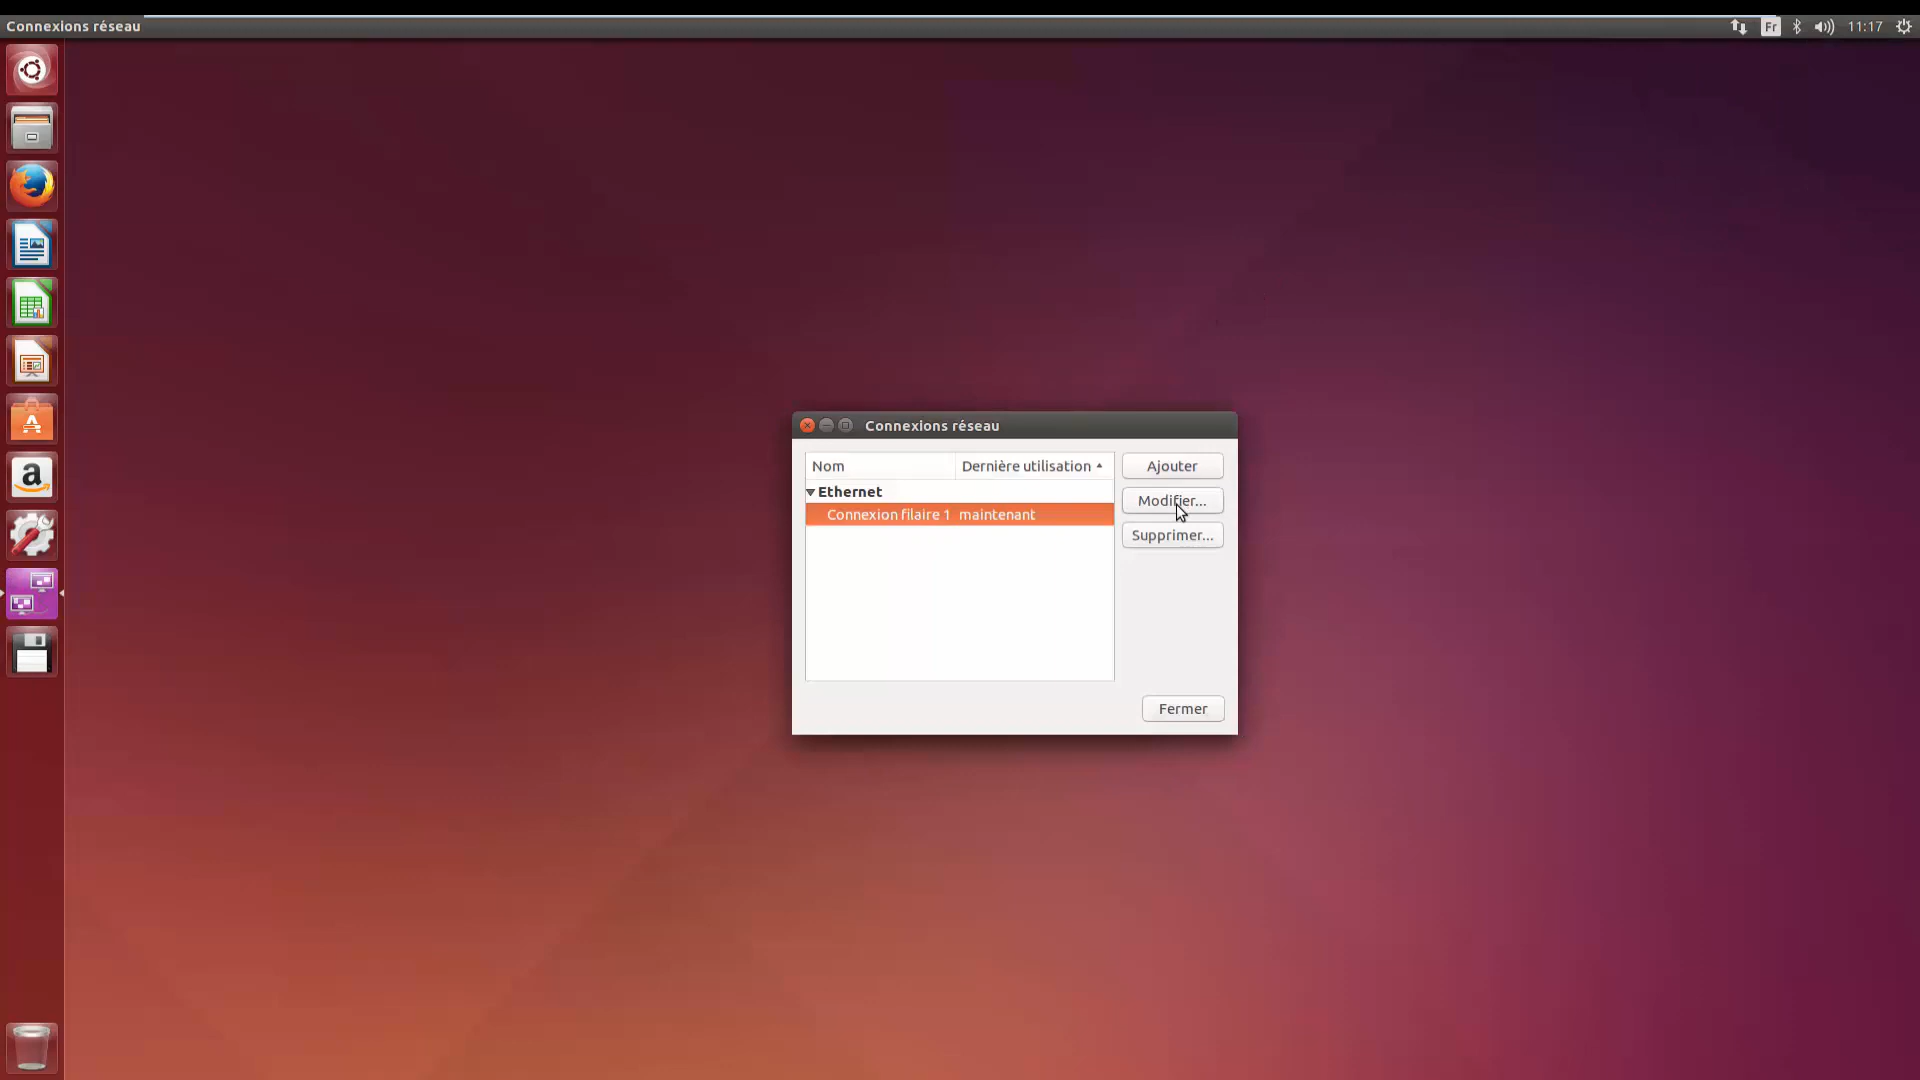 Connexions réseau
Fr
11:17
Connexions réseau
Nom
Dernière utilisation
Ajouter
Ethernet
Modifier...
Connexion filaire 1 maintenant
Supprimer...
Fermer